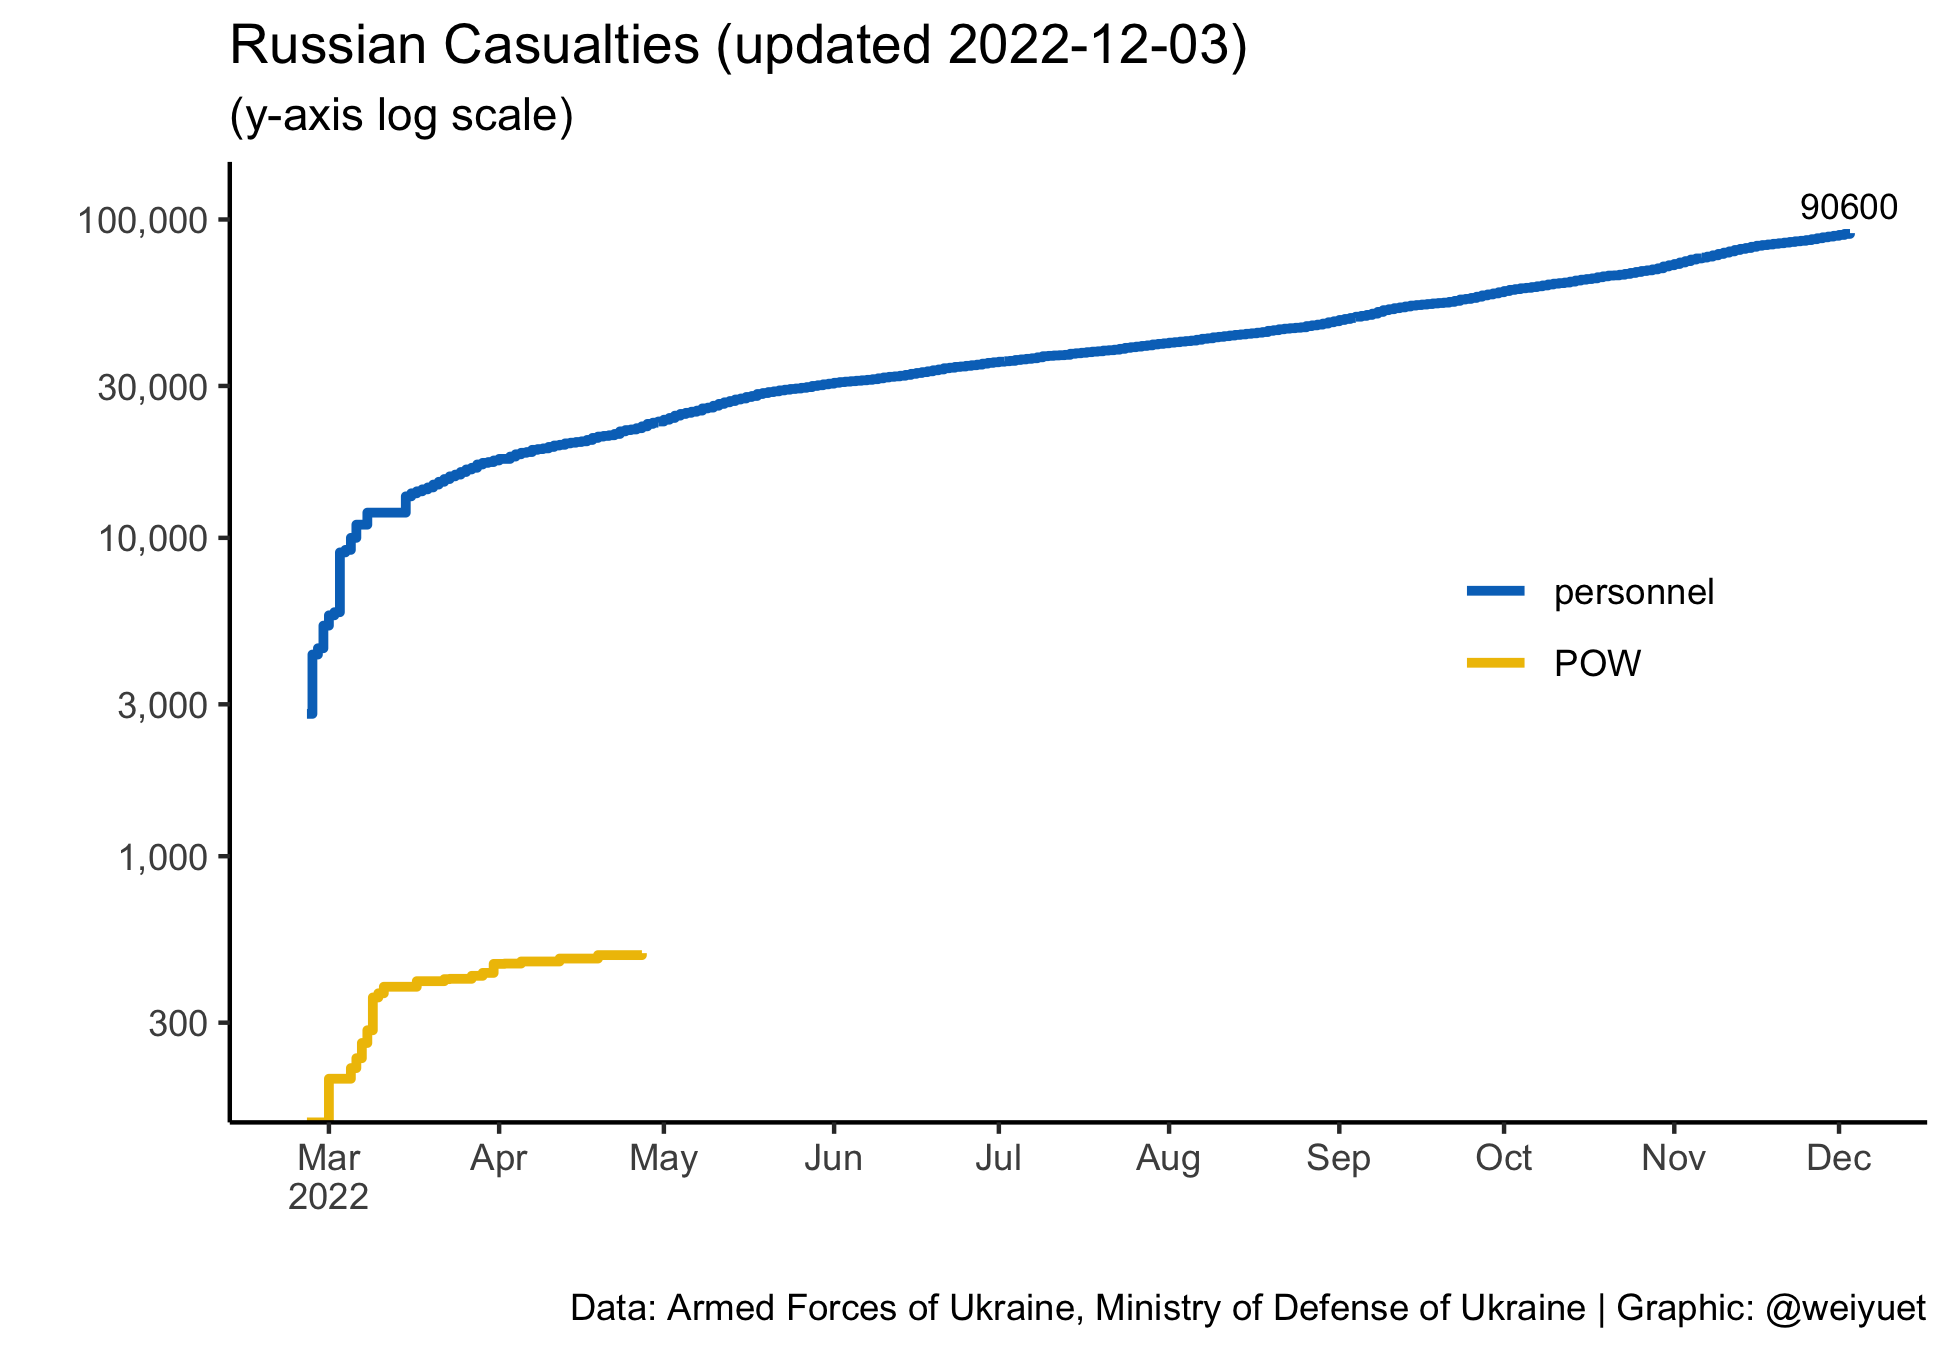 Russian Casualties (updated 2022-12-03)
(y-axis log scale)
90600
100,000
30,000
10,000
3,000
1,000
300
personnel
POW
Mar Apr May Jun Jul Aug Sep Oct Nov Dec
2022
Data: Armed Forces of Ukraine, Ministry of Defense of Ukraine | Graphic: @weiyuet